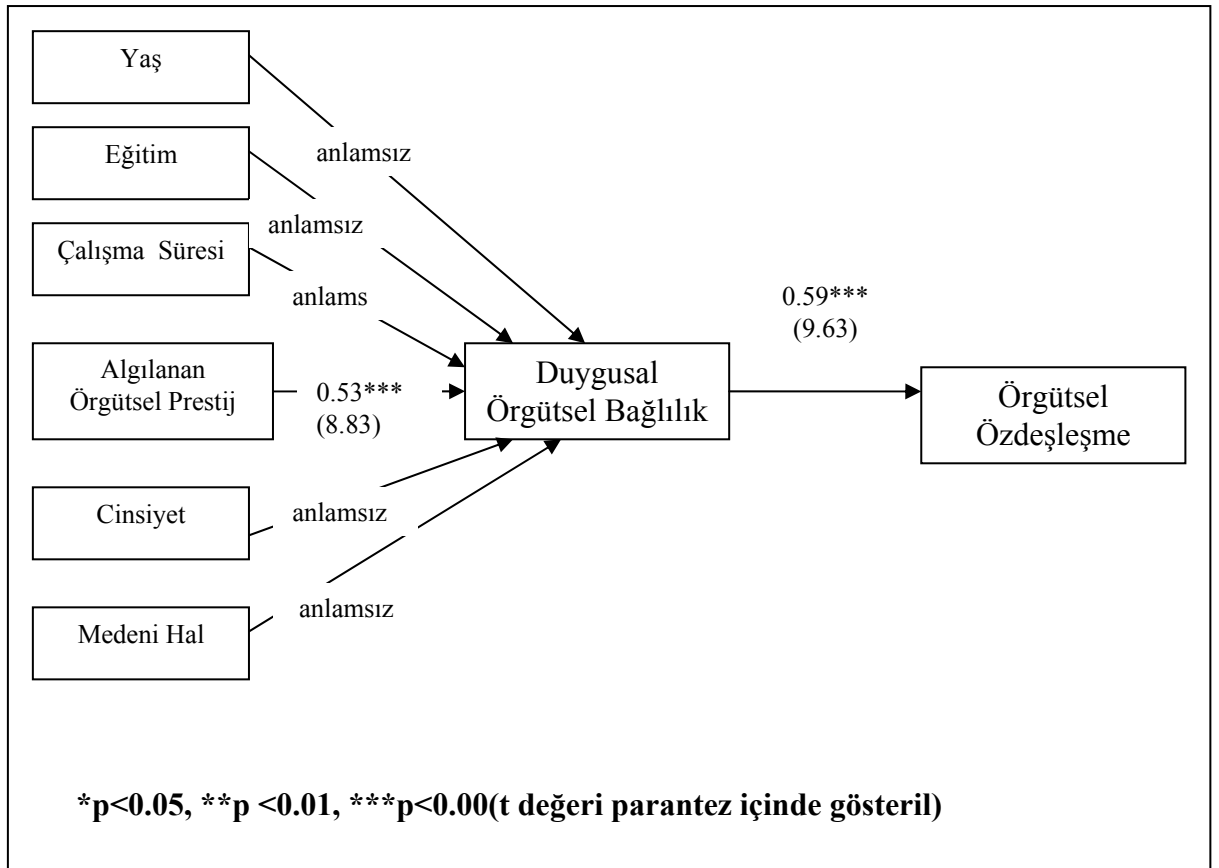 Yaş
Eğitim
anlamsız
anlamsız
Çalışma Süresi
anlams
0.59***
(9.63)
Algılanan
Örgütsel Prestij
0.53***
(8.83)
Duygusal
Örgütsel Bağlılık
Örgütsel
Özdeşleşme
Cinsiyet
anlamsız
anlamsız
Medeni Hal
*p<0.05, **p <0.01, ***p<0.00(t değeri parantez içinde gösteril)